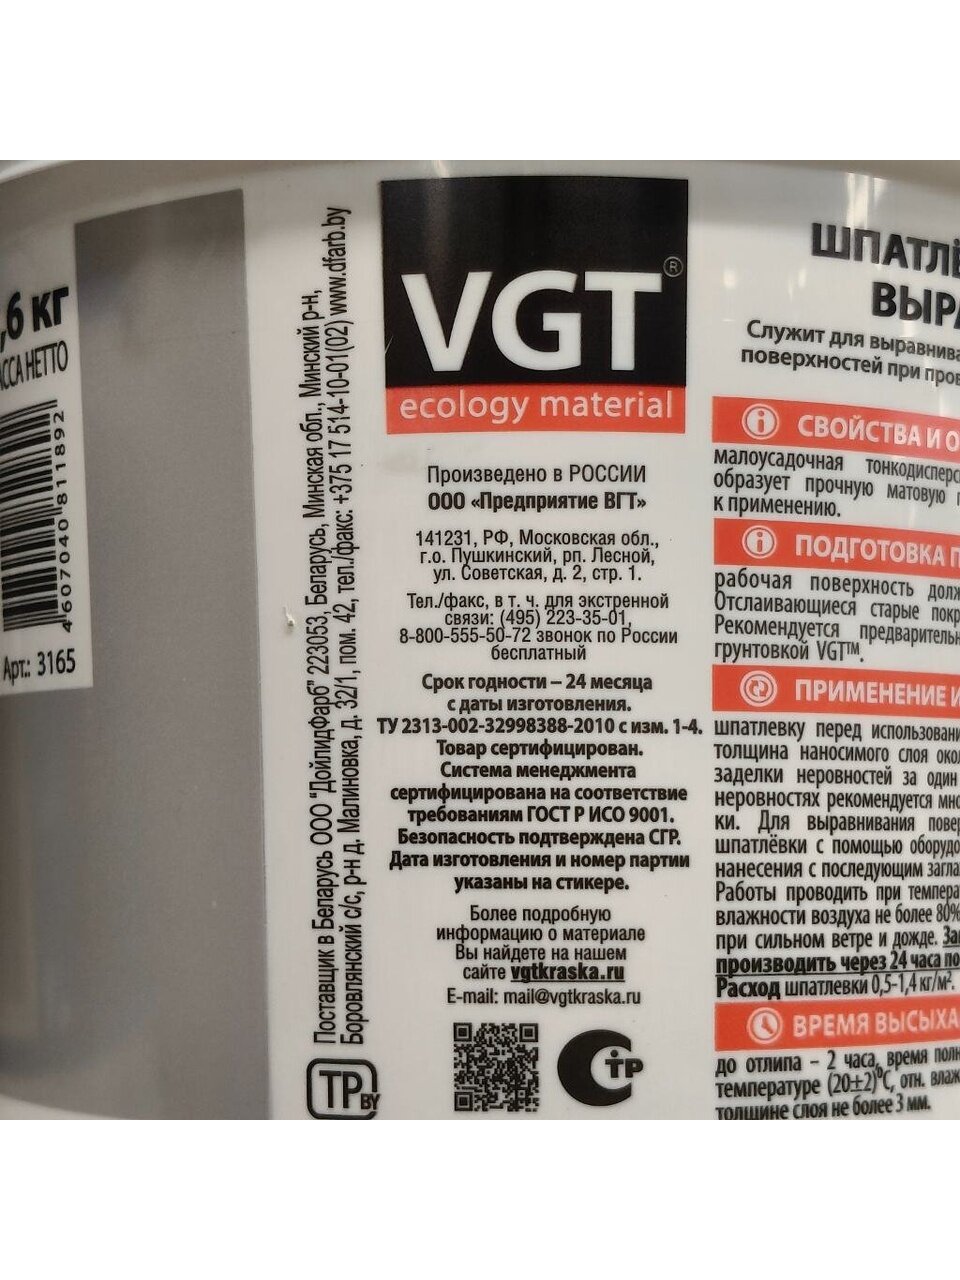 ,6 кг
МАССА НЕТТО
4 607040 811892
Арт.: 3165
Поставщик в Беларусь ООО "ДойлидФарб" 223053, Беларусь, Минская обл., Минский р-н,
Боровлянский с/с, р-н д. Малиновка, д. 32/1, пом. 42, тел./факс: +375 17 514-10-01(02) www.dfarb.by
TP BY
VGT®
ecology material
Произведено в РОССИИ
ООО «Предприятие ВГТ»
141231, РФ, Московская обл.,
г.о. Пушкинский, рп. Лесной,
ул. Советская, д. 2, стр. 1.
Тел./факс, в т. ч. для экстренной
связи: (495) 223-35-01,
8-800-555-50-72 звонок по России
бесплатный
Срок годности – 24 месяца
с даты изготовления.
ТУ 2313-002-32998388-2010 с изм. 1-4.
Товар сертифицирован.
Система менеджмента
сертифицирована на соответствие
требованиям ГОСТ Р ИСО 9001.
Безопасность подтверждена СГР.
Дата изготовления и номер партии
указаны на стикере.
Более подробную
информацию о материале
Вы найдете на нашем
сайте vgtkraska.ru
E-mail: mail@vgtkraska.ru
СТР
ШПАТЛЁ
ВЫРА
Служит для выравнива
поверхностей при пров
СВОЙСТВА И О
малоусадочная тонкодисперс
образует прочную матовую п
к применению.
ПОДГОТОВКА П
рабочая поверхность долж
Отслаивающиеся старые покр
Рекомендуется предварительн
грунтовкой VGT™.
ПРИМЕНЕНИЕ И
шпатлевку перед использовани
толщина наносимого слоя окол
заделки неровностей за один
неровностях рекомендуется мно
ки. Для выравнивания повер
шпатлёвки с помощью оборудо
нанесения с последующим загла
Работы проводить при темпера
влажности воздуха не более 80%
при сильном ветре и дожде. За
производить через 24 часа по
Расход шпатлевки 0,5-1,4 кг/м².
ВРЕМЯ ВЫСЫХА
до отлипа – 2 часа, время полн
температуре (20±2)°С, отн. влаж
толщине слоя не более 3 мм.